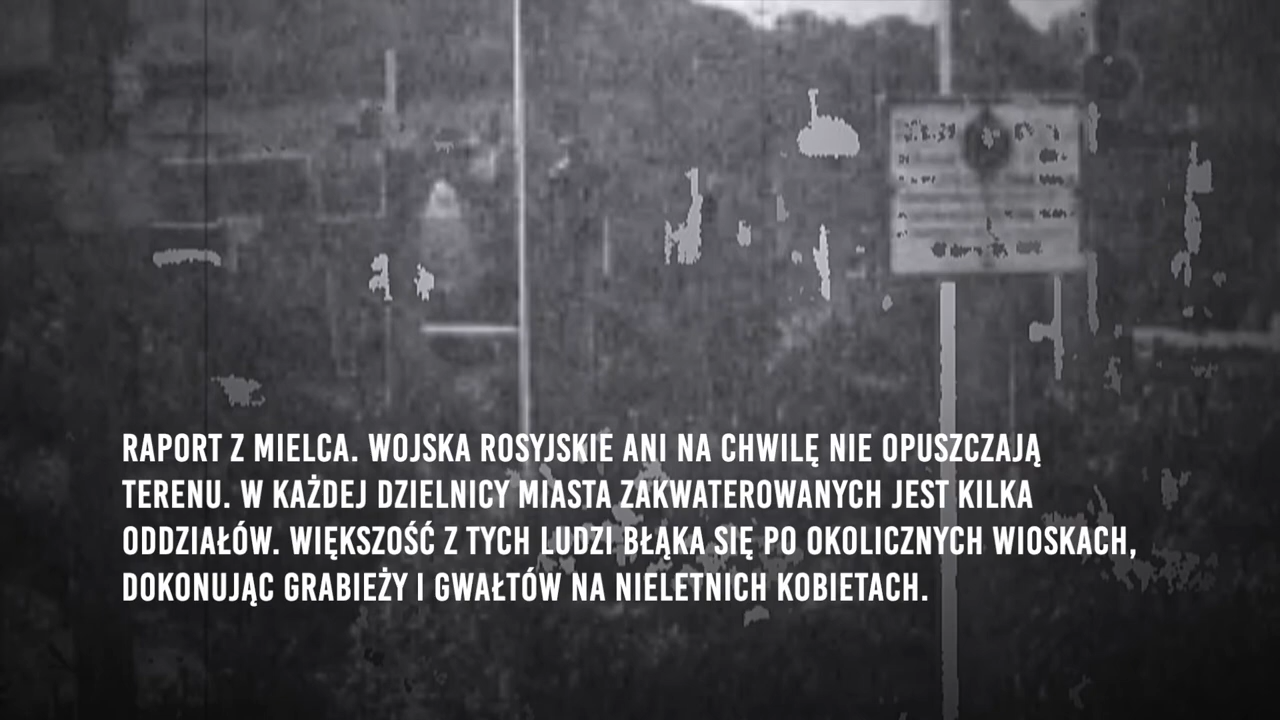 RAPORT Z MIELCA. WOJSKA ROSYJSKIE ANI NA CHWILĘ NIE OPUSZCZAJĄ
TERENU. W KAŻDEJ DZIELNICY MIASTA ZAKWATEROWANYCH JEST KILKA
ODDZIAŁÓW. WIĘKSZOŚĆ Z TYCH LUDZI BŁĄKA SIĘ PO OKOLICZNYCH WIOSKACH,
DOKONUJĄC GRABIEŻY I GWAŁTÓW NA NIELETNICH KOBIETACH.